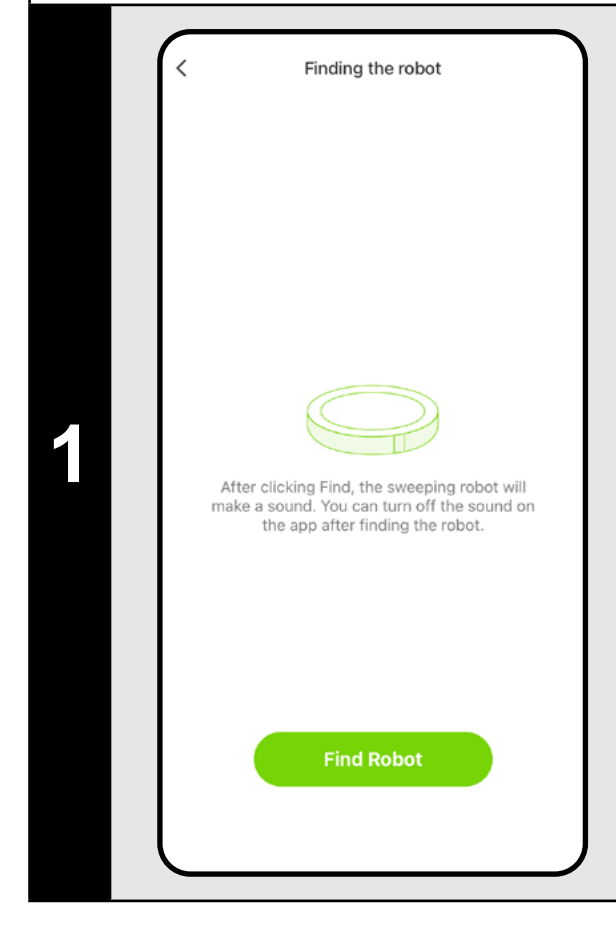 Finding the robot
1
After clicking Find, the sweeping robot will
make a sound. You can turn off the sound on
the app after finding the robot.
Find Robot